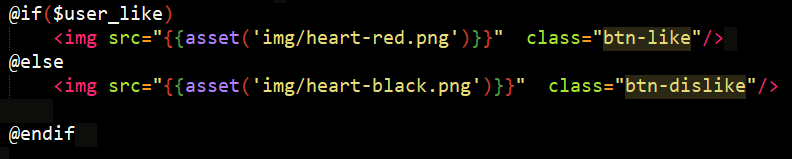 @if($user_like)
<img src="{{asset('img/heart-red.png')}}"  class="btn-like"/>
@else
<img src="{{asset('img/heart-black.png')}}"  class="btn-dislike"/>
@endif